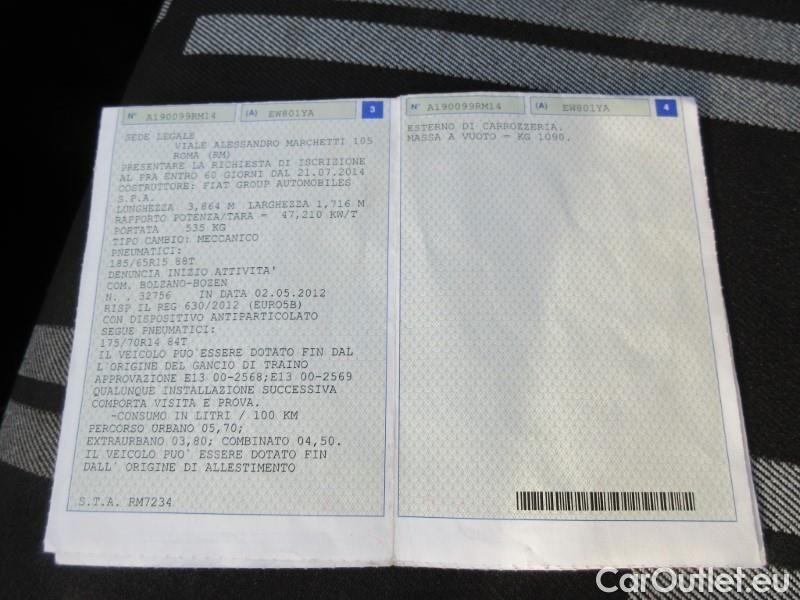 N° A190099RM14 (A) EW801YA 3
SEDE LEGALE
VIALE ALESSANDRO MARCHETTI 105
ROMA (RM)
PRESENTARE LA RICHIESTA DI ISCRIZIONE
AL PRA ENTRO 60 GIORNI DAL 21.07.2014
COSTRUTTORE: FIAT GROUP AUTOMOBILES
S.P.A.
LUNGHEZZA 3,864 M LARGHEZZA 1,716 M
RAPPORTO POTENZA/TARA = 47,210 KW/T
PORTATA 535 KG
TIPO CAMBIO: MECCANICO
PNEUMATICI:
185/65R15 88T
DENUNCIA INIZIO ATTIVITA'
COM. BOLZANO-BOZEN
N. . 32756 IN DATA 02.05.2012
RISP IL REG 630/2012 (EURO5B)
CON DISPOSITIVO ANTIPARTICOLATO
SEGUE PNEUMATICI:
175/70R14 84T
IL VEICOLO PUO'ESSERE DOTATO FIN DAL
L'ORIGINE DEL GANCIO DI TRAINO
APPROVAZIONE E13 00-2568;E13 00-2569
QUALUNQUE INSTALLAZIONE SUCCESSIVA
COMPORTA VISITA E PROVA.
-CONSUMO IN LITRI / 100 KM
PERCORSO URBANO 05,70;
EXTRAURBANO 03,80; COMBINATO 04,50.
IL VEICOLO PUO' ESSERE DOTATO FIN
DALL' ORIGINE DI ALLESTIMENTO
S.T.A. RM7234
N° A190099RM14 (A) EW801YA 4
ESTERNO DI CARROZZERIA.
MASSA A VUOTO = KG 1090.
CarOutlet.eu